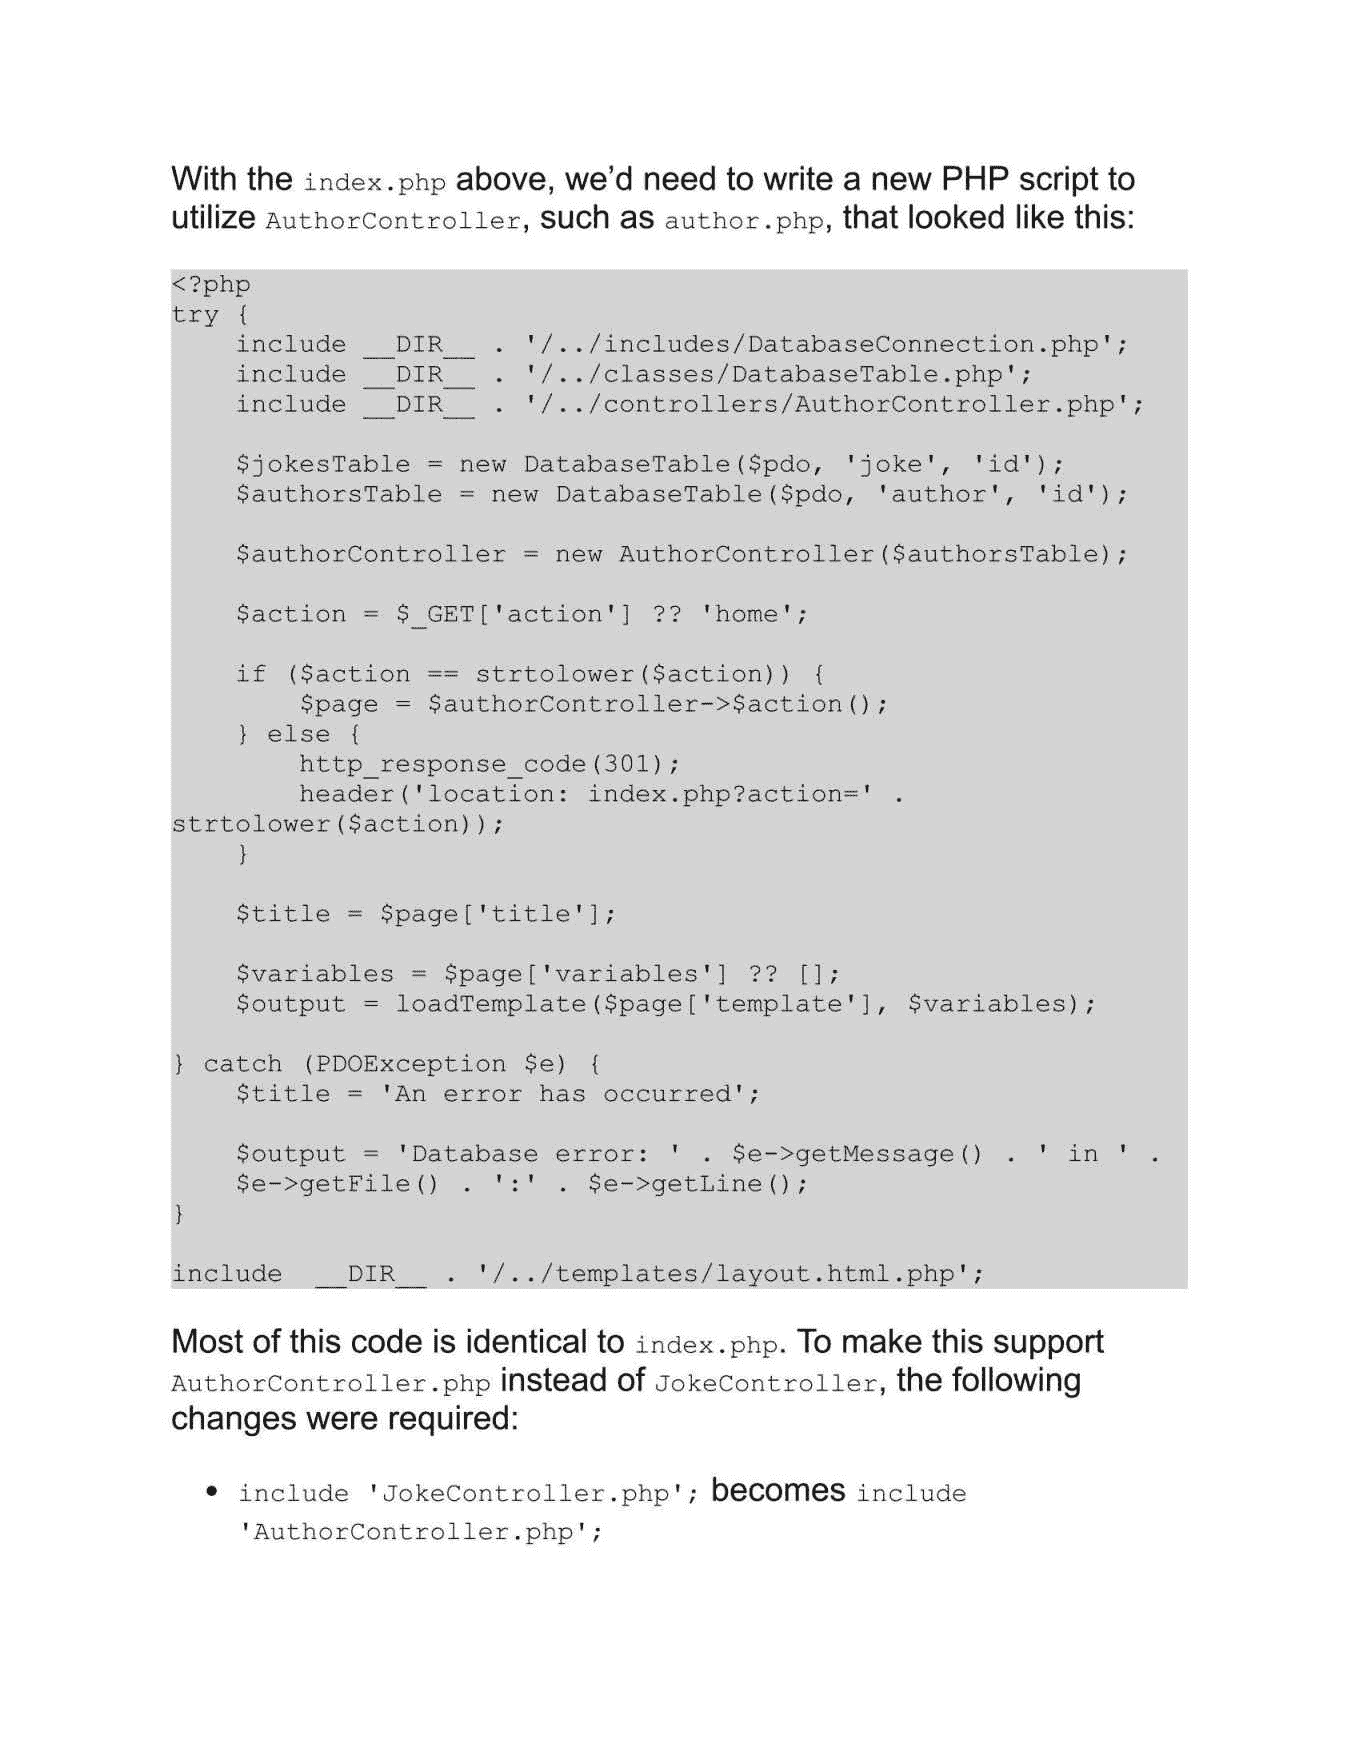 With the index.php above, we’d need to write a new PHP script to
utilize AuthorController, such as author.php, that looked like this:
<?php
try {
    include __DIR__ . '/../includes/DatabaseConnection.php';
    include __DIR__ . '/../classes/DatabaseTable.php';
    include __DIR__ . '/../controllers/AuthorController.php';

    $jokesTable = new DatabaseTable($pdo, 'joke', 'id');
    $authorsTable = new DatabaseTable($pdo, 'author', 'id');

    $authorController = new AuthorController($authorsTable);

    $action = $_GET['action'] ?? 'home';

    if ($action == strtolower($action)) {
        $page = $authorController->$action();
    } else {
        http_response_code(301);
        header('location: index.php?action=' .
strtolower($action));
    }

    $title = $page['title'];

    $variables = $page['variables'] ?? [];
    $output = loadTemplate($page['template'], $variables);

} catch (PDOException $e) {
    $title = 'An error has occurred';

    $output = 'Database error: ' . $e->getMessage() . ' in ' .
    $e->getFile() . ':' . $e->getLine();
}

include  __DIR__ . '/../templates/layout.html.php';
Most of this code is identical to index.php. To make this support
AuthorController.php instead of JokeController, the following
changes were required:
• include 'JokeController.php'; becomes include
'AuthorController.php';